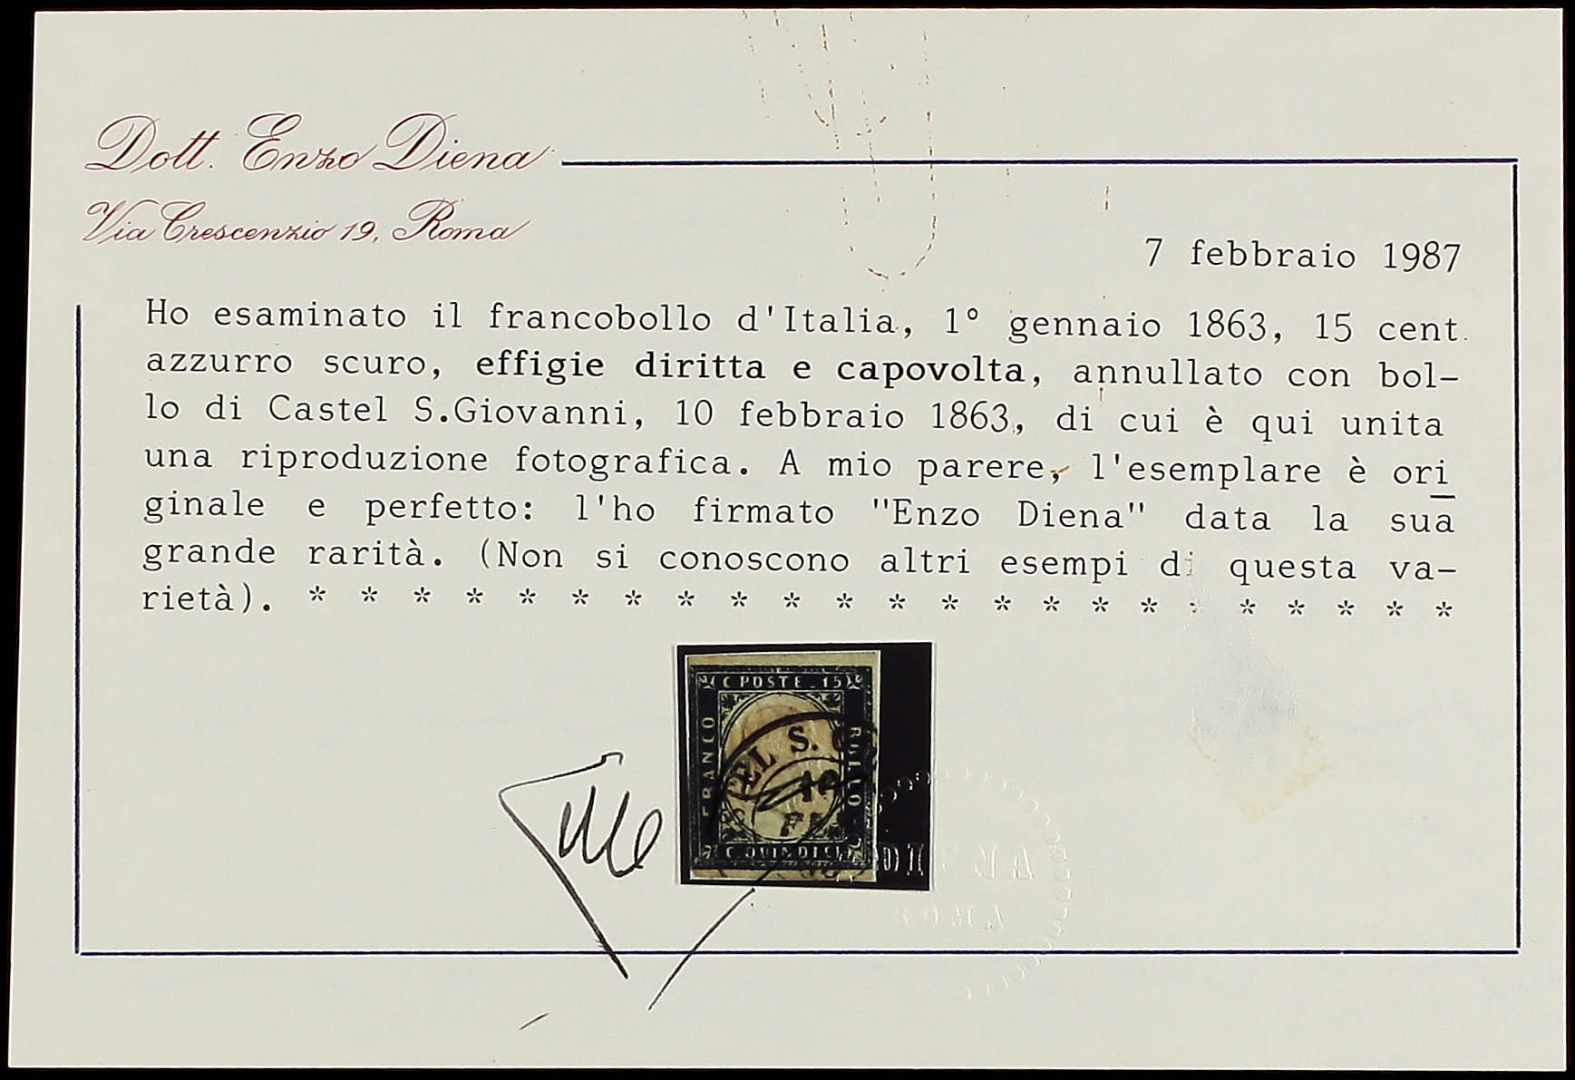 Dott. Enzo Diena
Via Crescenzio 19, Roma
7 febbraio 1987
Ho esaminato il francobollo d'Italia, 1° gennaio 1863, 15 cent.
azzurro scuro, effigie diritta e capovolta, annullato con bol-
lo di Castel S.Giovanni, 10 febbraio 1863, di cui è qui unita
una riproduzione fotografica. A mio parere, l'esemplare è ori
ginale e perfetto: l'ho firmato "Enzo Diena" data la sua
grande rarità. (Non si conoscono altri esempi di questa va-
rietà). * * * * * * * * * * * * * * * * * * * * * *
C POSTE 15
FRANCO
BOLLO
EL S. G
10
FE
C QUINDICI